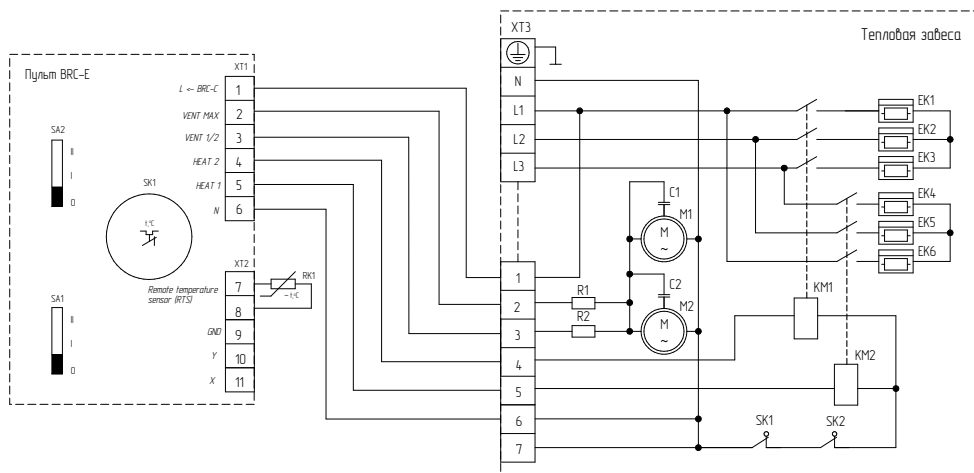 Пульт BRC-E
SA2
II
I
0
SK1
t,°C
SA1
II
I
0
XT1
L <- BRC-C
1
VENT MAX
2
VENT 1/2
3
HEAT 2
4
HEAT 1
5
N
6
XT2
Remote temperature
sensor (RTS)
7
8
GND
9
Y
10
X
11
RK1
- t,°C
Тепловая завеса
XT3
N
L1
L2
L3
1
2
3
4
5
6
7
R1
R2
C1
M1
M
~
C2
M2
M
~
EK1
EK2
EK3
EK4
EK5
EK6
KM1
KM2
SK1
SK2